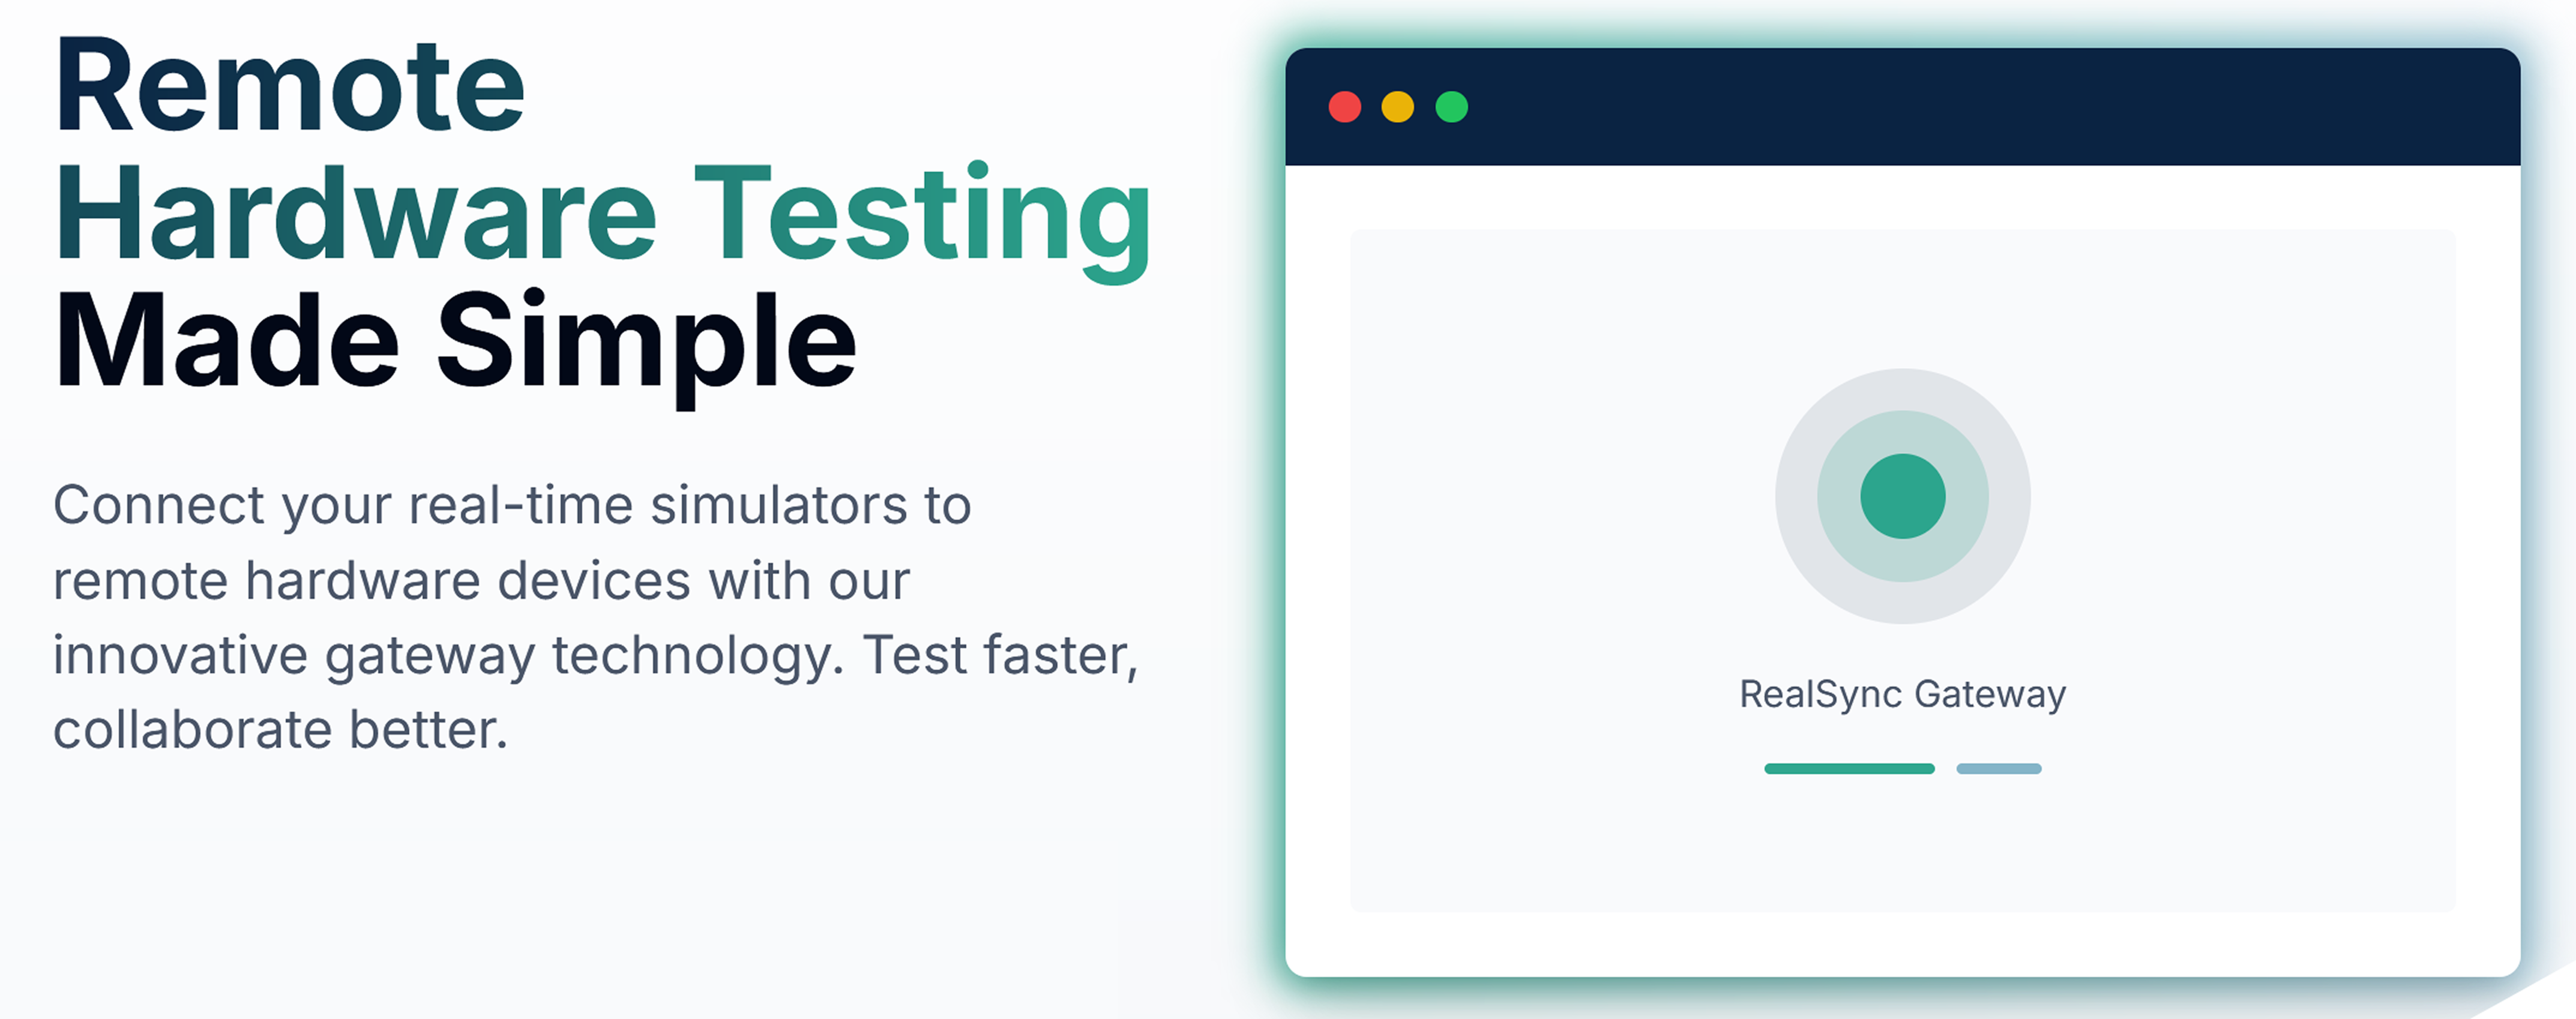 Remote
Hardware Testing
Made Simple
Connect your real-time simulators to
remote hardware devices with our
innovative gateway technology. Test faster,
collaborate better.
RealSync Gateway